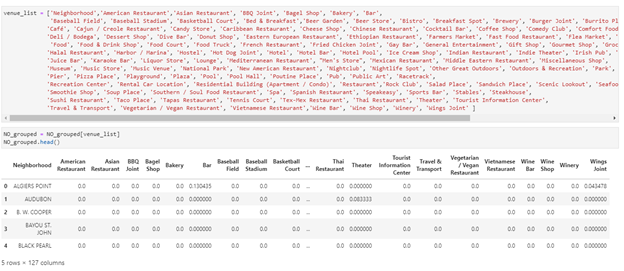 venue_list = ['Neighborhood','American Restaurant','Asian Restaurant', 'BBQ Joint', 'Bagel Shop', 'Bakery', 'Bar',
'Baseball Field', 'Baseball Stadium', 'Basketball Court', 'Bed & Breakfast','Beer Garden', 'Beer Store', 'Bistro', 'Breakfast Spot', 'Brewery', 'Burger Joint', 'Burrito Pl
'Café', 'Cajun / Creole Restaurant', 'Candy Store', 'Caribbean Restaurant', 'Cheese Shop', 'Chinese Restaurant', 'Cocktail Bar', 'Coffee Shop', 'Comedy Club', 'Comfort Food
'Deli / Bodega', 'Dessert Shop', 'Dive Bar', 'Donut Shop', 'Eastern European Restaurant', 'Ethiopian Restaurant', 'Farmers Market', 'Fast Food Restaurant', 'Flea Market',
'Food', 'Food & Drink Shop', 'Food Court', 'Food Truck', 'French Restaurant', 'Fried Chicken Joint', 'Gay Bar', 'General Entertainment', 'Gift Shop', 'Gourmet Shop', 'Groc
'Halal Restaurant', 'Harbor / Marina', 'Hostel', 'Hot Dog Joint', 'Hotel', 'Hotel Bar', 'Hotel Pool', 'Ice Cream Shop', 'Indian Restaurant', 'Indie Theater', 'Irish Pub',
'Juice Bar', 'Karaoke Bar', 'Liquor Store', 'Lounge', 'Mediterranean Restaurant', "Men's Store", 'Mexican Restaurant', 'Middle Eastern Restaurant', 'Miscellaneous Shop',
'Museum', 'Music Store', 'Music Venue', 'National Park', 'New American Restaurant', 'Nightclub', 'Nightlife Spot', 'Other Great Outdoors', 'Outdoors & Recreation', 'Park',
'Pier', 'Pizza Place', 'Playground', 'Plaza', 'Pool', 'Pool Hall', 'Poutine Place', 'Pub', 'Public Art', 'Racetrack',
'Recreation Center', 'Rental Car Location', 'Residential Building (Apartment / Condo)', 'Restaurant', 'Rock Club', 'Salad Place', 'Sandwich Place', 'Scenic Lookout', 'Seafo
'Smoothie Shop', 'Soup Place', 'Southern / Soul Food Restaurant', 'Spa', 'Spanish Restaurant', 'Speakeasy', 'Sports Bar', 'Stables', 'Steakhouse',
'Sushi Restaurant', 'Taco Place', 'Tapas Restaurant', 'Tennis Court', 'Tex-Mex Restaurant', 'Thai Restaurant', 'Theater', 'Tourist Information Center',
'Travel & Transport', 'Vegetarian / Vegan Restaurant', 'Vietnamese Restaurant','Wine Bar', 'Wine Shop', 'Winery', 'Wings Joint' ]
NO_grouped = NO_grouped[venue_list]
NO_grouped.head()
Neighborhood American Restaurant Asian Restaurant BBQ Joint Bagel Shop Bakery Bar Baseball Field Baseball Stadium Basketball Court ... Thai Restaurant Theater Tourist Information Center Travel & Transport Vegetarian / Vegan Restaurant Vietnamese Restaurant Wine Bar Wine Shop Winery Wings Joint
0 ALGIERS POINT 0.0 0.0 0.0 0.0 0.0 0.130435 0.0 0.0 0.0 ... 0.0 0.000000 0.0 0.0 0.0 0.0 0.0 0.0 0.0 0.043478
1 AUDUBON 0.0 0.0 0.0 0.0 0.0 0.000000 0.0 0.0 0.0 ... 0.0 0.083333 0.0 0.0 0.0 0.0 0.0 0.0 0.0 0.000000
2 B. W. COOPER 0.0 0.0 0.0 0.0 0.0 0.000000 0.0 0.0 0.0 ... 0.0 0.000000 0.0 0.0 0.0 0.0 0.0 0.0 0.0 0.000000
3 BAYOU ST. JOHN 0.0 0.0 0.0 0.0 0.0 0.000000 0.0 0.0 0.0 ... 0.0 0.000000 0.0 0.0 0.0 0.0 0.0 0.0 0.0 0.000000
4 BLACK PEARL 0.0 0.0 0.0 0.0 0.0 0.000000 0.0 0.0 0.0 ... 0.0 0.000000 0.0 0.0 0.0 0.0 0.0 0.0 0.0 0.000000
5 rows × 127 columns